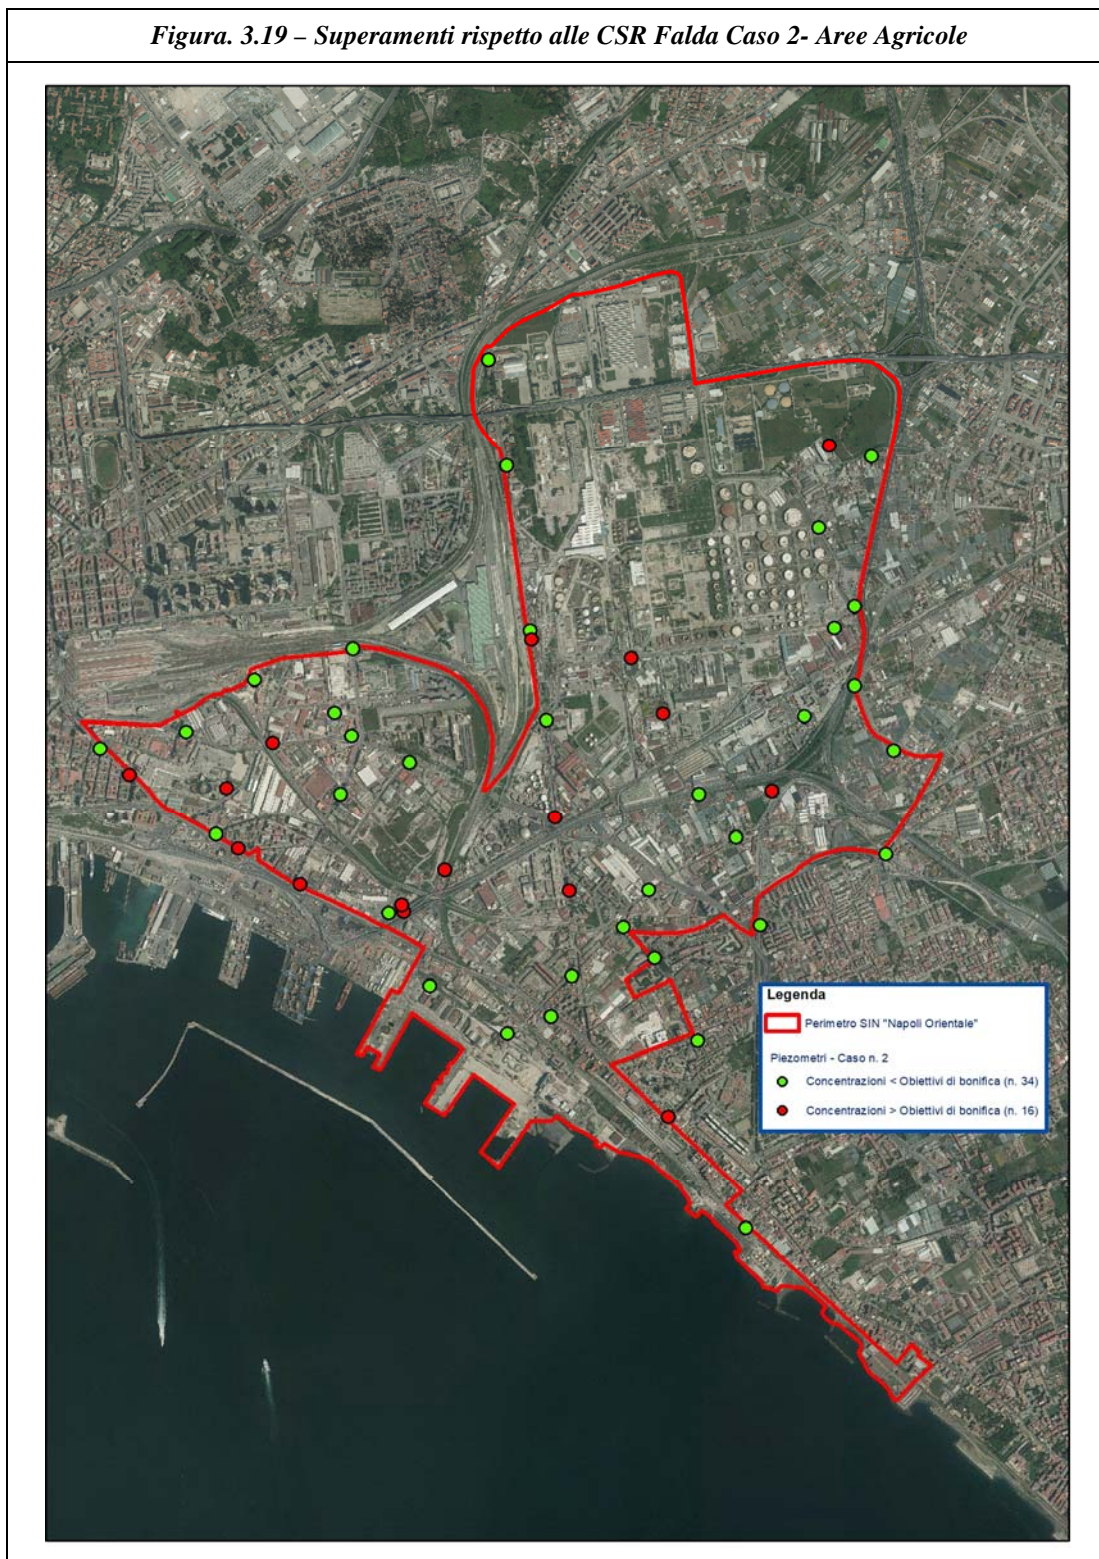 Figura. 3.19 – Superamenti rispetto alle CSR Falda Caso 2- Aree Agricole
Legenda
Perimetro SIN "Napoli Orientale"
Piezometri - Caso n. 2
Concentrazioni < Obiettivi di bonifica (n. 34)
Concentrazioni > Obiettivi di bonifica (n. 16)